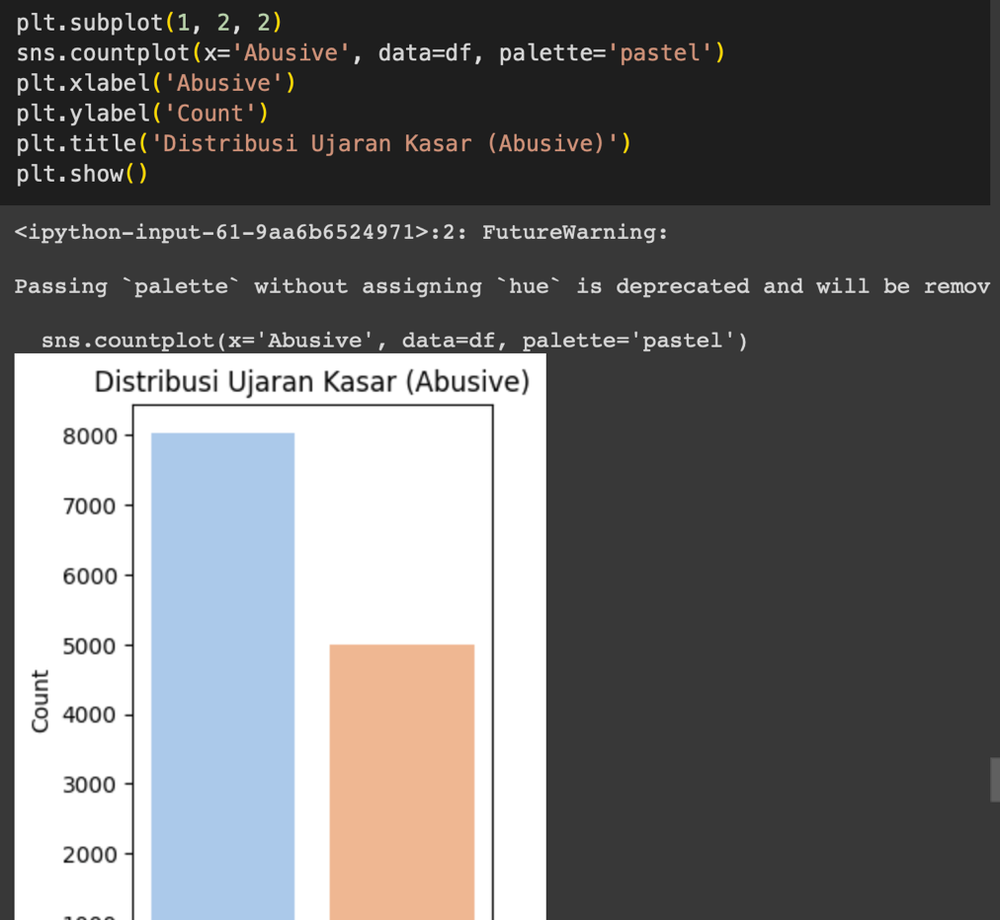 plt.subplot(1, 2, 2)
sns.countplot(x='Abusive', data=df, palette='pastel')
plt.xlabel('Abusive')
plt.ylabel('Count')
plt.title('Distribusi Ujaran Kasar (Abusive)')
plt.show()
<ipython-input-61-9aa6b6524971>:2: FutureWarning:
Passing `palette` without assigning `hue` is deprecated and will be remov
sns.countplot(x='Abusive', data=df, palette='pastel')
Distribusi Ujaran Kasar (Abusive)
8000
7000
6000
5000
4000
3000
2000
Count